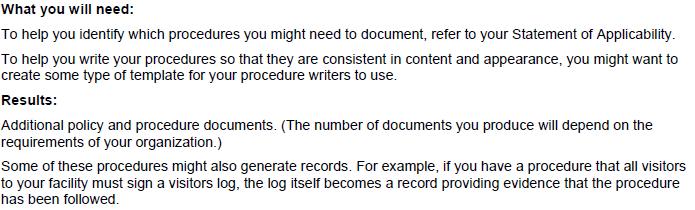 What you will need:
To help you identify which procedures you might need to document, refer to your Statement of Applicability.
To help you write your procedures so that they are consistent in content and appearance, you might want to
create some type of template for your procedure writers to use.
Results:
Additional policy and procedure documents. (The number of documents you produce will depend on the
requirements of your organization.)
Some of these procedures might also generate records. For example, if you have a procedure that all visitors
to your facility must sign a visitors log, the log itself becomes a record providing evidence that the procedure
has been followed.